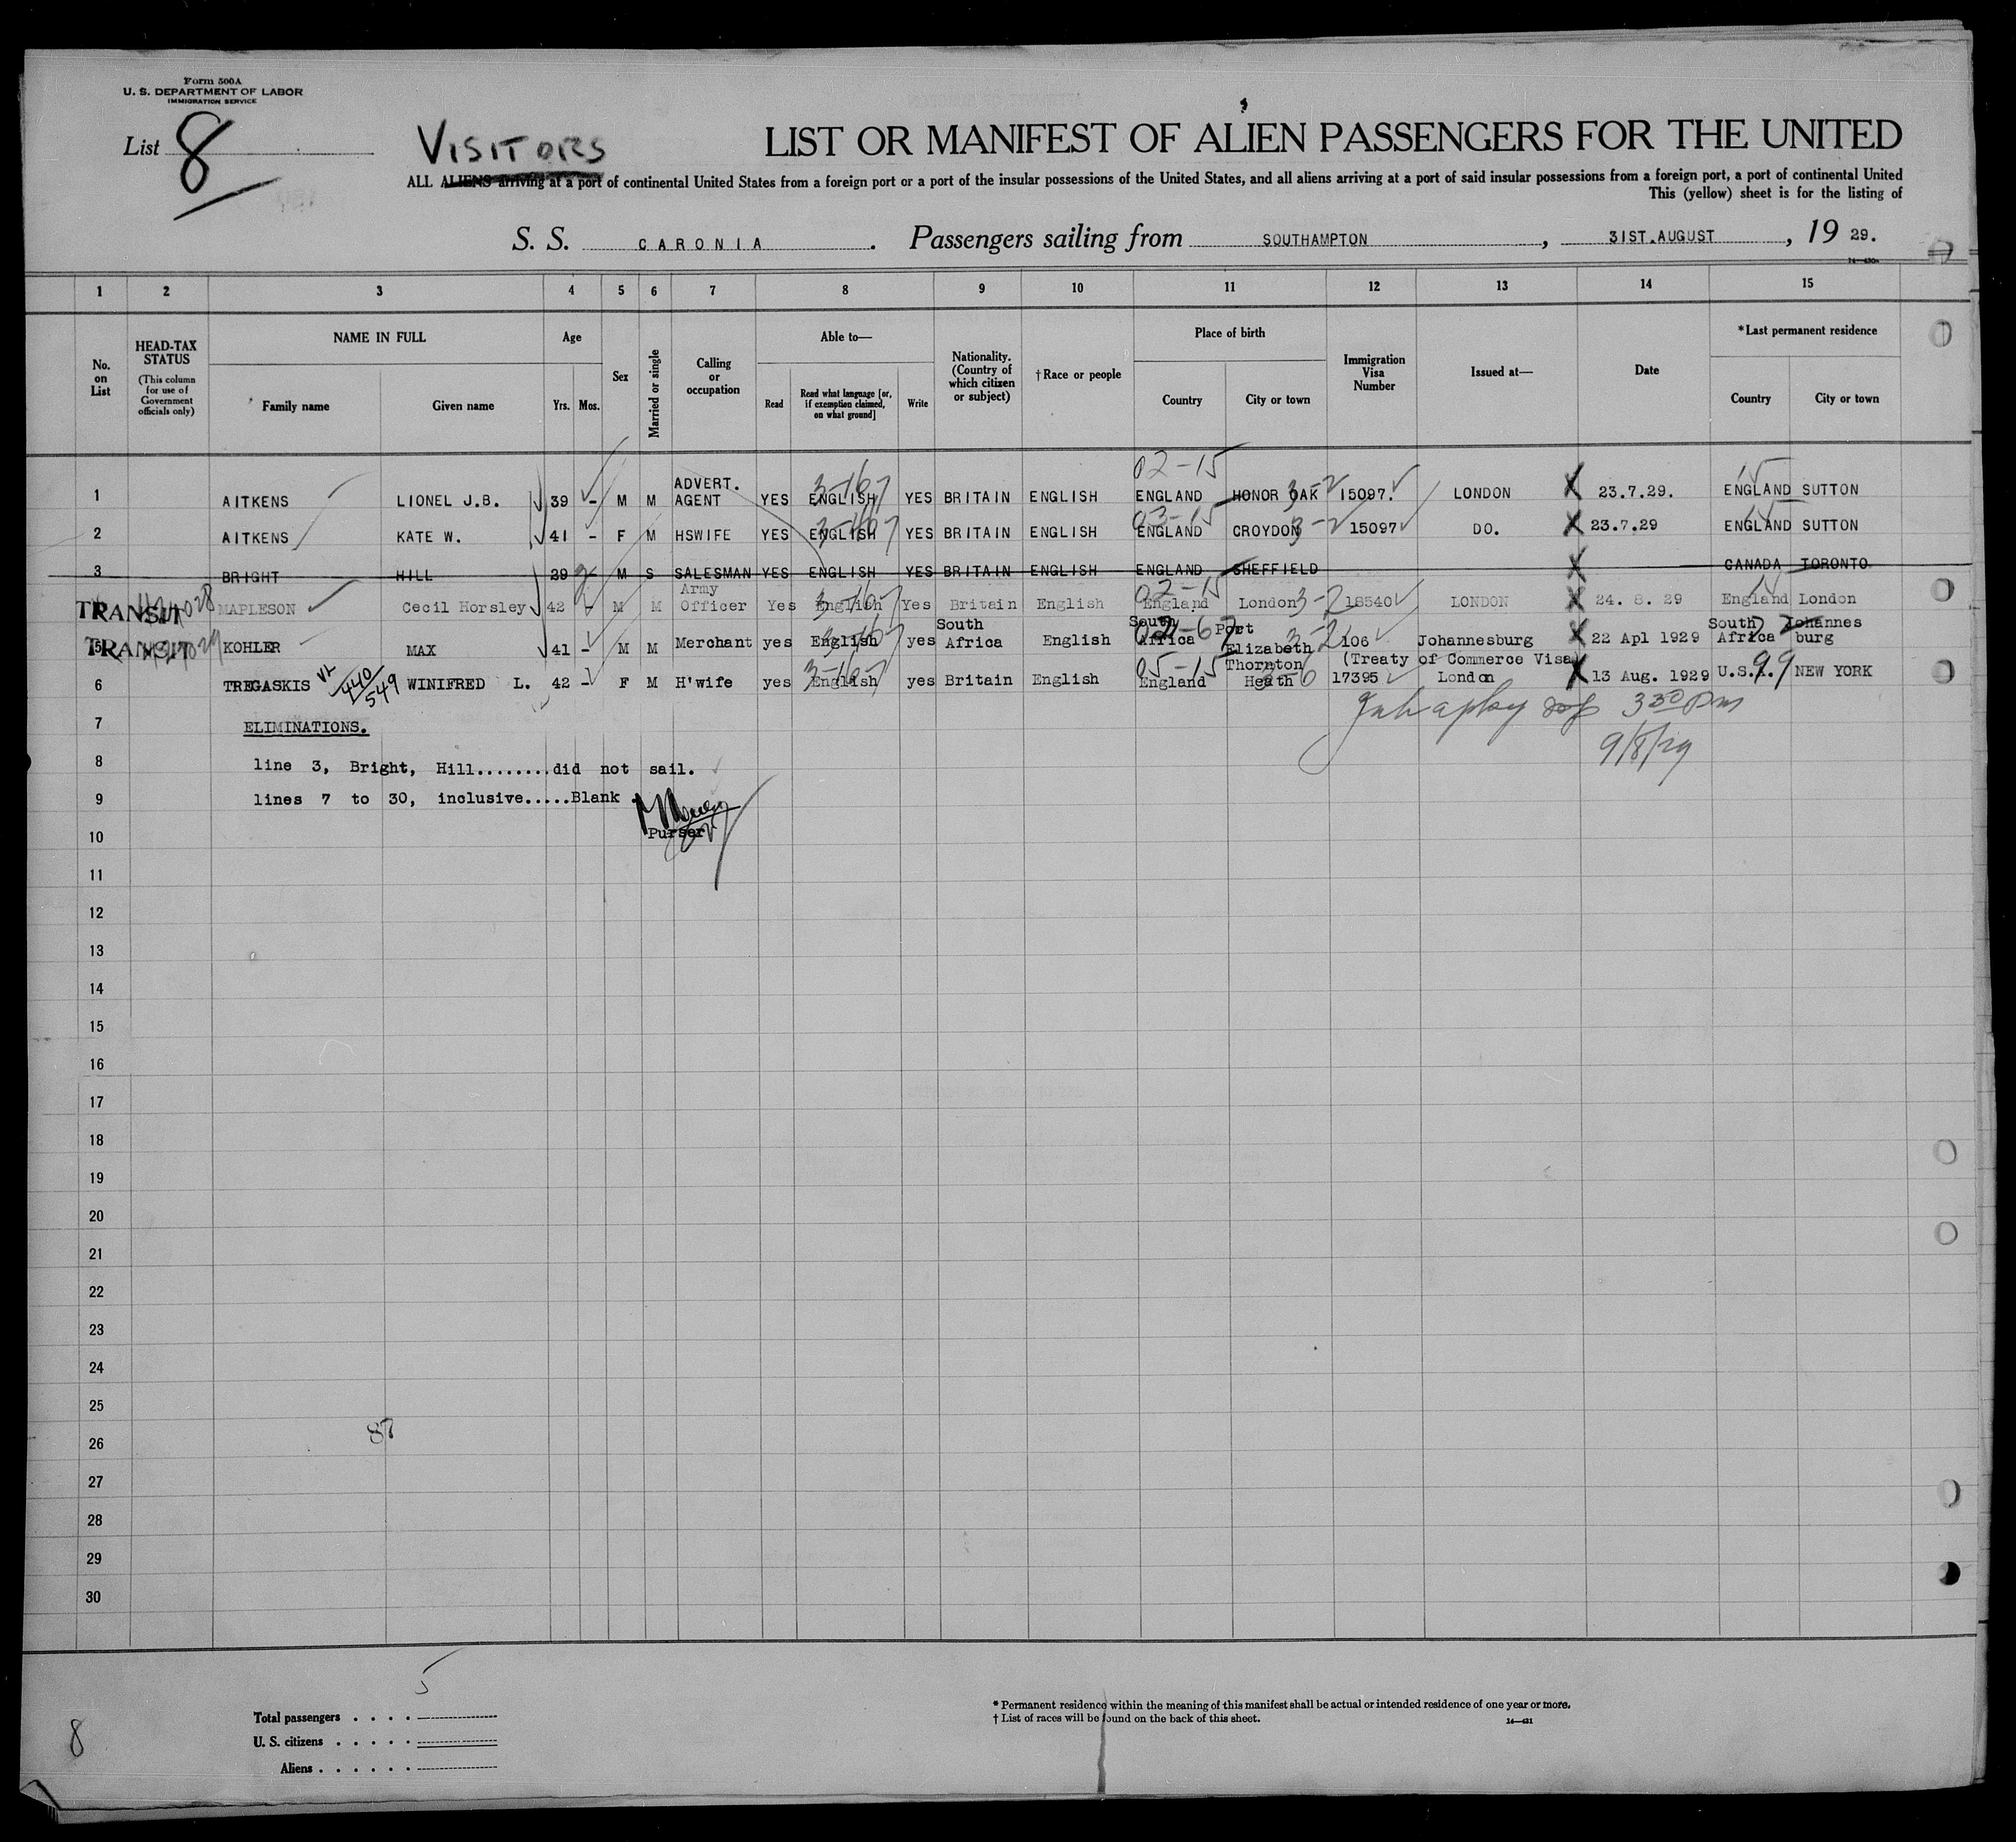 Form 500A
U. S. DEPARTMENT OF LABOR
IMMIGRATION SERVICE
List 8
VISITORS
LIST OR MANIFEST OF ALIEN PASSENGERS FOR THE UNITED
ALL ALIENS arriving at a port of continental United States from a foreign port or a port of the insular possessions of the United States, and all aliens arriving at a port of said insular possessions from a foreign port, a port of continental United
This (yellow) sheet is for the listing of
S. S. CARONIA. Passengers sailing from SOUTHAMPTON, 31ST.AUGUST, 19 29.
1 2 3 4 5 6 7 8 9 10 11 12 13 14 15
No. on List
HEAD-TAX STATUS (This column for use of Government officials only)
NAME IN FULL
Family name Given name
Age
Yrs. Mos.
Sex
Married or single
Calling or occupation
Able to—
Read Read what language [or, if exemption claimed, on what ground] Write
Nationality. (Country of which citizen or subject)
†Race or people
Place of birth
Country City or town
Immigration Visa Number
Issued at—
Date
*Last permanent residence
Country City or town
1 AITKENS LIONEL J.B. 39 - M M ADVERT. AGENT YES ENGLISH YES BRITAIN ENGLISH ENGLAND HONOR OAK 15097. LONDON X 23.7.29. ENGLAND SUTTON
2 AITKENS KATE W. 41 - F M HSWIFE YES ENGLISH YES BRITAIN ENGLISH ENGLAND CROYDON 15097 DO. X 23.7.29 ENGLAND SUTTON
3 BRIGHT HILL 29 - M S SALESMAN YES ENGLISH YES BRITAIN ENGLISH ENGLAND SHEFFIELD X CANADA TORONTO.
TRANSIT MAPLESON Cecil Horsley 42 - M M Army Officer Yes English Yes Britain English England London 18540 LONDON X 24. 8. 29 England London
TRANSIT 5 KOHLER MAX 41 - M M Merchant yes English yes South Africa English South Africa Port Elizabeth 106 Johannesburg X 22 Apl 1929 South Africa Johannes burg
(Treaty of Commerce Visa)
6 TREGASKIS 440/549 WINIFRED L. 42 - F M H'wife yes English yes Britain English England Thornton Heath 17395 London X 13 Aug. 1929 U.S.A. NEW YORK
330 pm
9/8/29
7 ELIMINATIONS.
8 line 3, Bright, Hill........did not sail.
9 lines 7 to 30, inclusive.....Blank.
Purser
10
11
12
13
14
15
16
17
18
19
20
21
22
23
24
25
26
27
28
29
30
87
5
Total passengers . . . .
U. S. citizens . . . . .
Aliens . . . . . .
8
* Permanent residence within the meaning of this manifest shall be actual or intended residence of one year or more.
† List of races will be found on the back of this sheet.